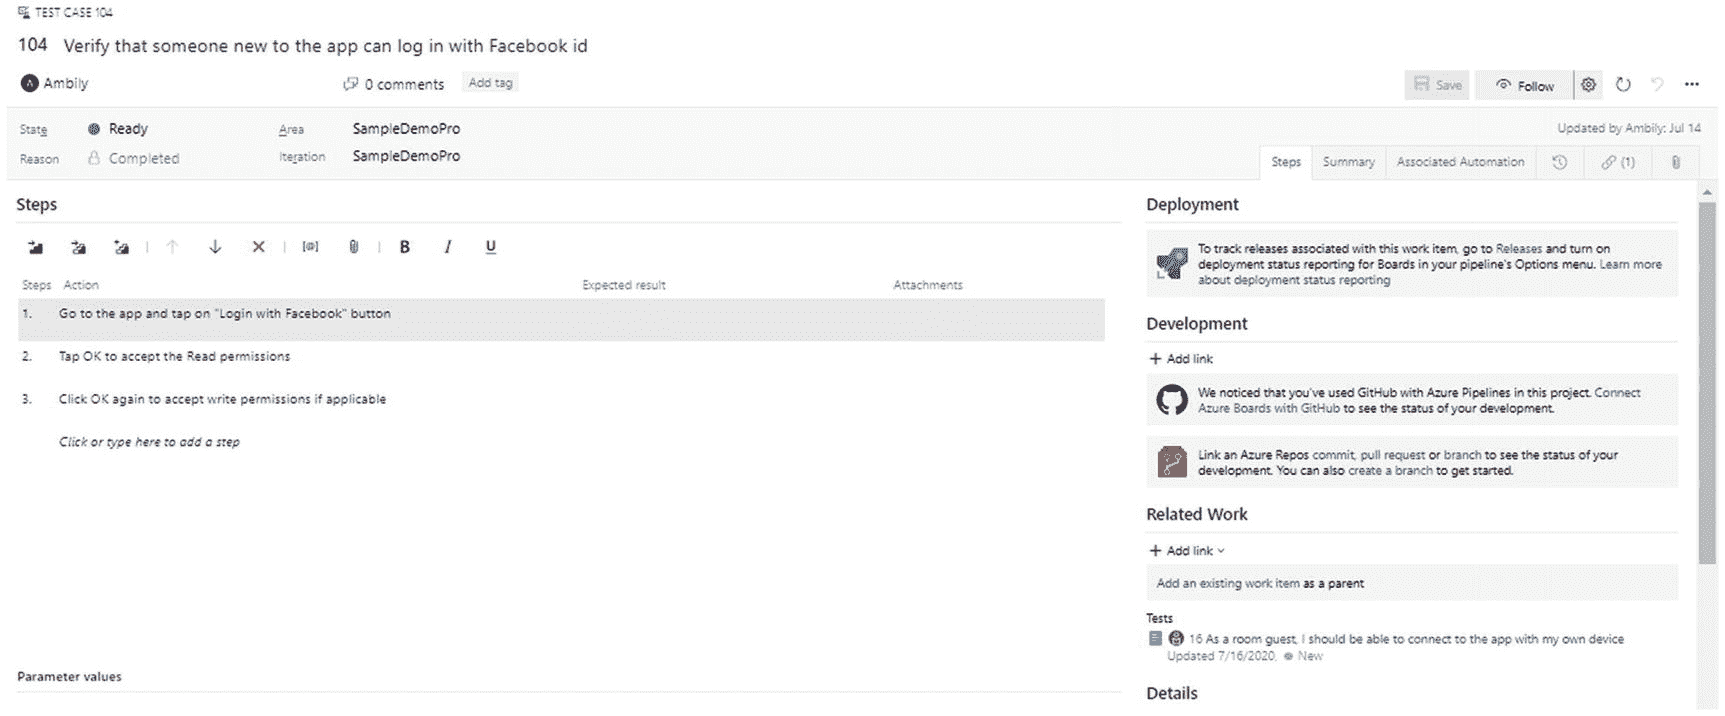 TEST CASE 104
104 Verify that someone new to the app can log in with Facebook id
Ambily
0 comments
Add tag
Save
Follow
State
Ready
Area
SampleDemoPro
Updated by Ambily: Jul 14
Reason
Completed
Iteration
SampleDemoPro
Steps
Summary
Associated Automation
(1)
Steps
B I U
Steps Action Expected result Attachments
1. Go to the app and tap on "Login with Facebook" button
2. Tap OK to accept the Read permissions
3. Click OK again to accept write permissions if applicable
Click or type here to add a step
Parameter values
Deployment
To track releases associated with this work item, go to Releases and turn on
deployment status reporting for Boards in your pipeline's Options menu. Learn more
about deployment status reporting
Development
+ Add link
We noticed that you've used GitHub with Azure Pipelines in this project. Connect
Azure Boards with GitHub to see the status of your development.
Link an Azure Repos commit, pull request or branch to see the status of your
development. You can also create a branch to get started.
Related Work
+ Add link
Add an existing work item as a parent
Tests
16 As a room guest, I should be able to connect to the app with my own device
Updated 7/16/2020, New
Details